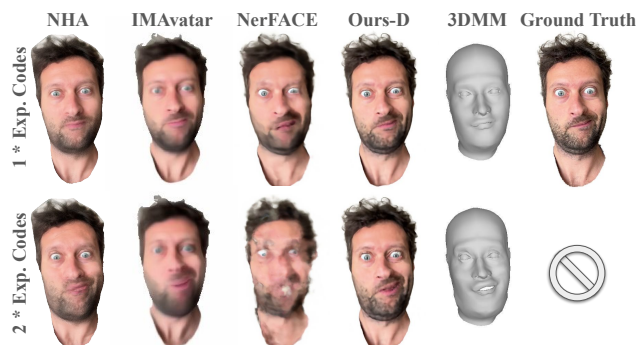 NHA IMAvatar NerFACE Ours-D 3DMM Ground Truth
1 * Exp. Codes
2 * Exp. Codes